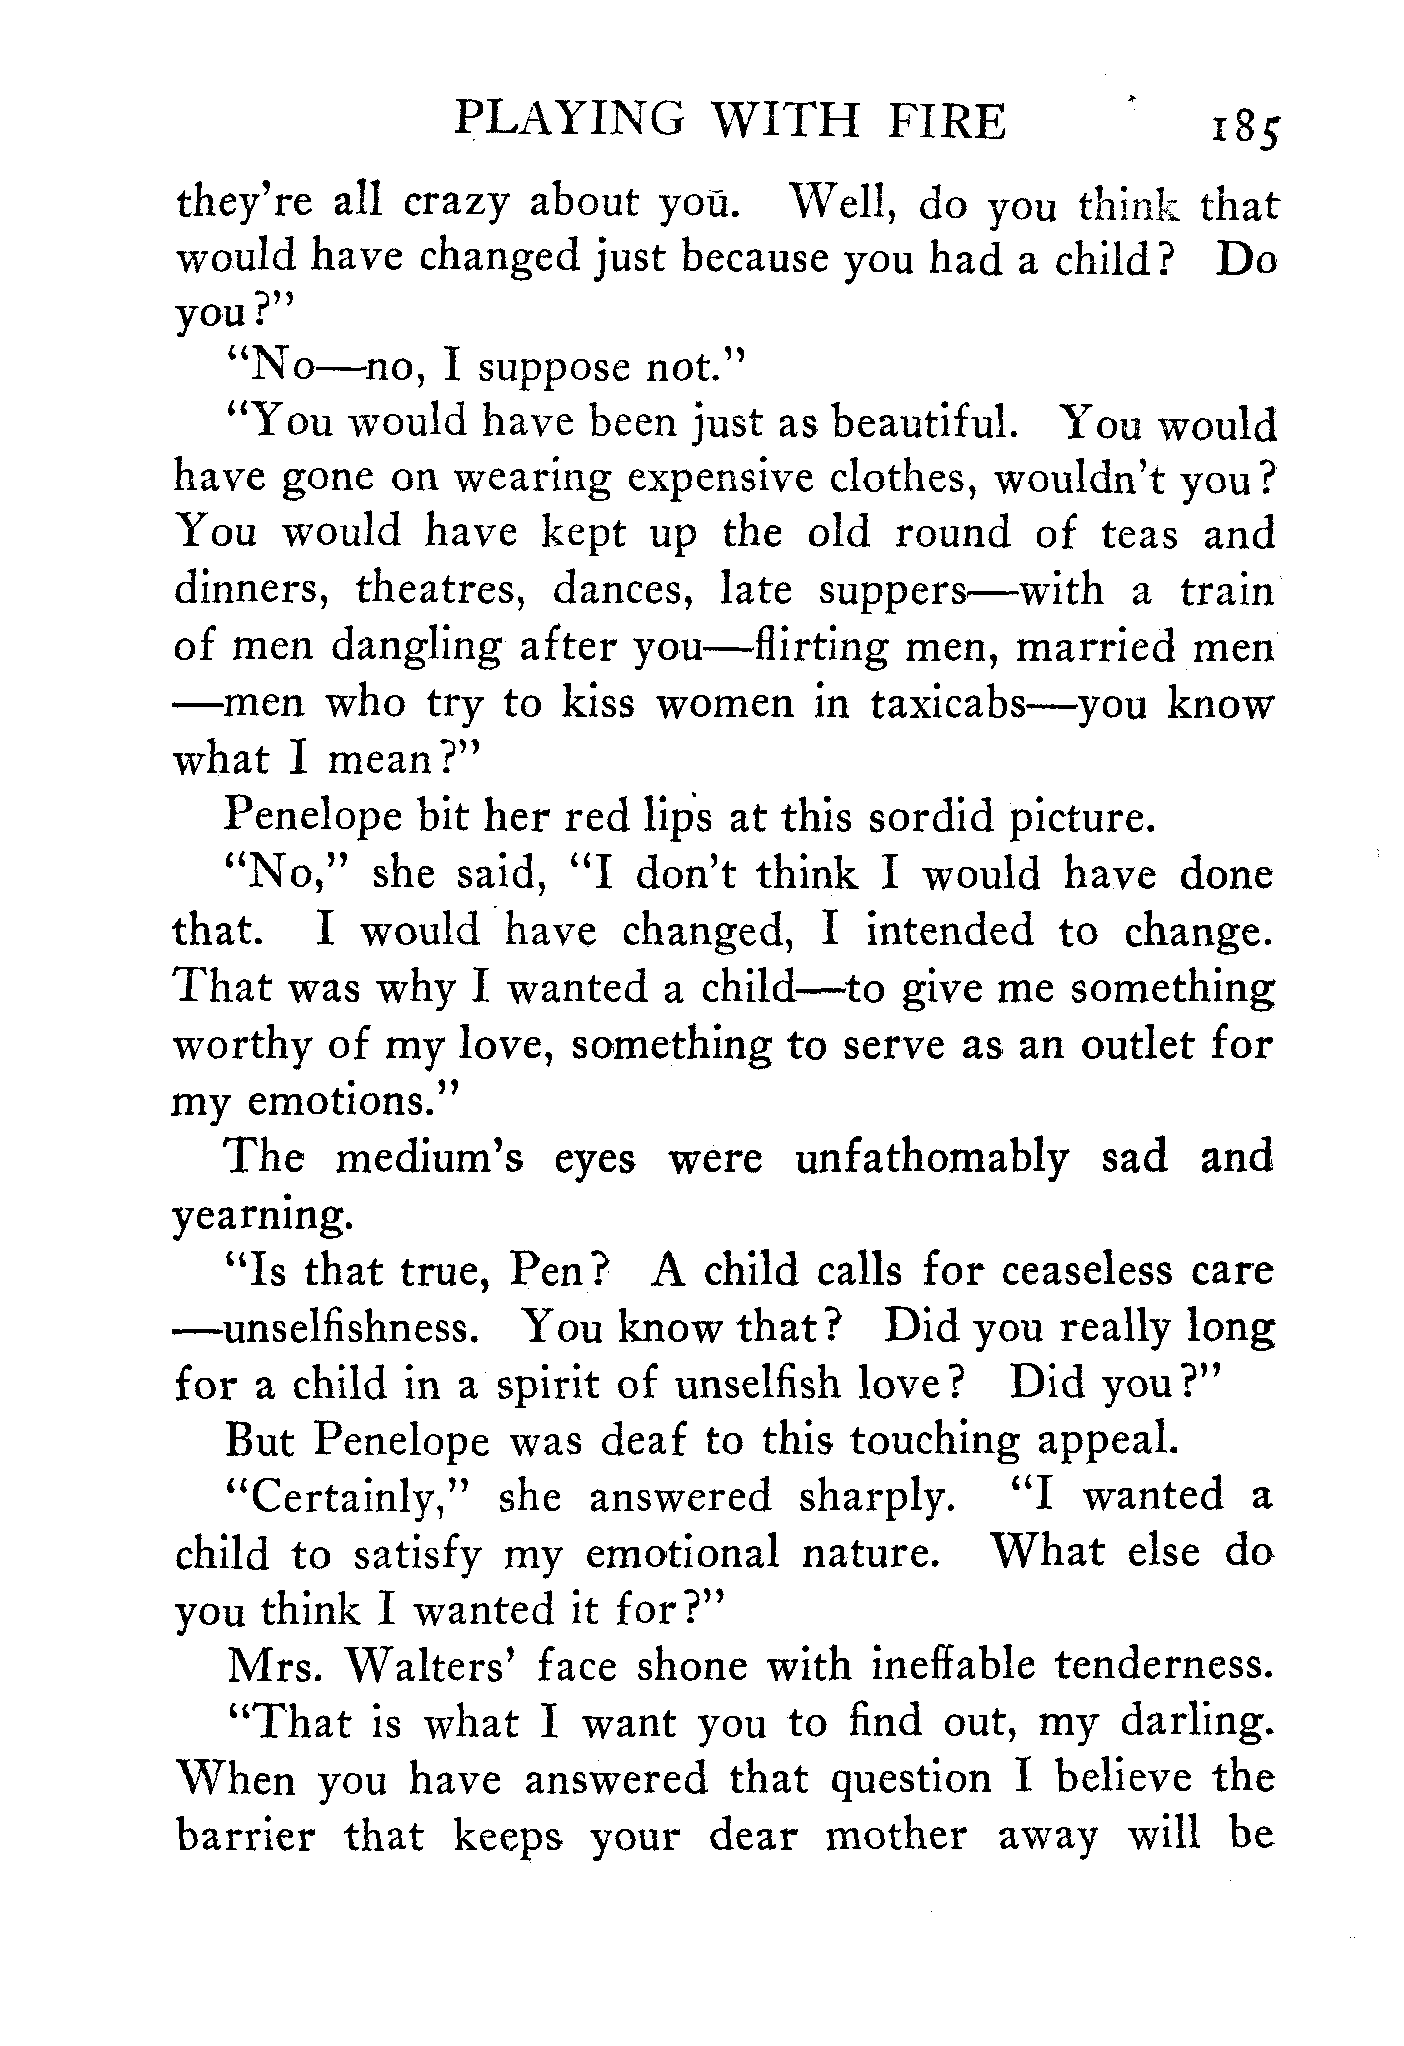 PLAYING WITH FIRE 185
they're all crazy about you. Well, do you think that
would have changed just because you had a child? Do
you?"
"No—no, I suppose not."
"You would have been just as beautiful. You would
have gone on wearing expensive clothes, wouldn't you?
You would have kept up the old round of teas and
dinners, theatres, dances, late suppers—with a train
of men dangling after you—flirting men, married men
—men who try to kiss women in taxicabs—you know
what I mean?"
Penelope bit her red lips at this sordid picture.
"No," she said, "I don't think I would have done
that. I would have changed, I intended to change.
That was why I wanted a child—to give me something
worthy of my love, something to serve as an outlet for
my emotions."
The medium's eyes were unfathomably sad and
yearning.
"Is that true, Pen? A child calls for ceaseless care
—unselfishness. You know that? Did you really long
for a child in a spirit of unselfish love? Did you?"
But Penelope was deaf to this touching appeal.
"Certainly," she answered sharply. "I wanted a
child to satisfy my emotional nature. What else do
you think I wanted it for?"
Mrs. Walters' face shone with ineffable tenderness.
"That is what I want you to find out, my darling.
When you have answered that question I believe the
barrier that keeps your dear mother away will be